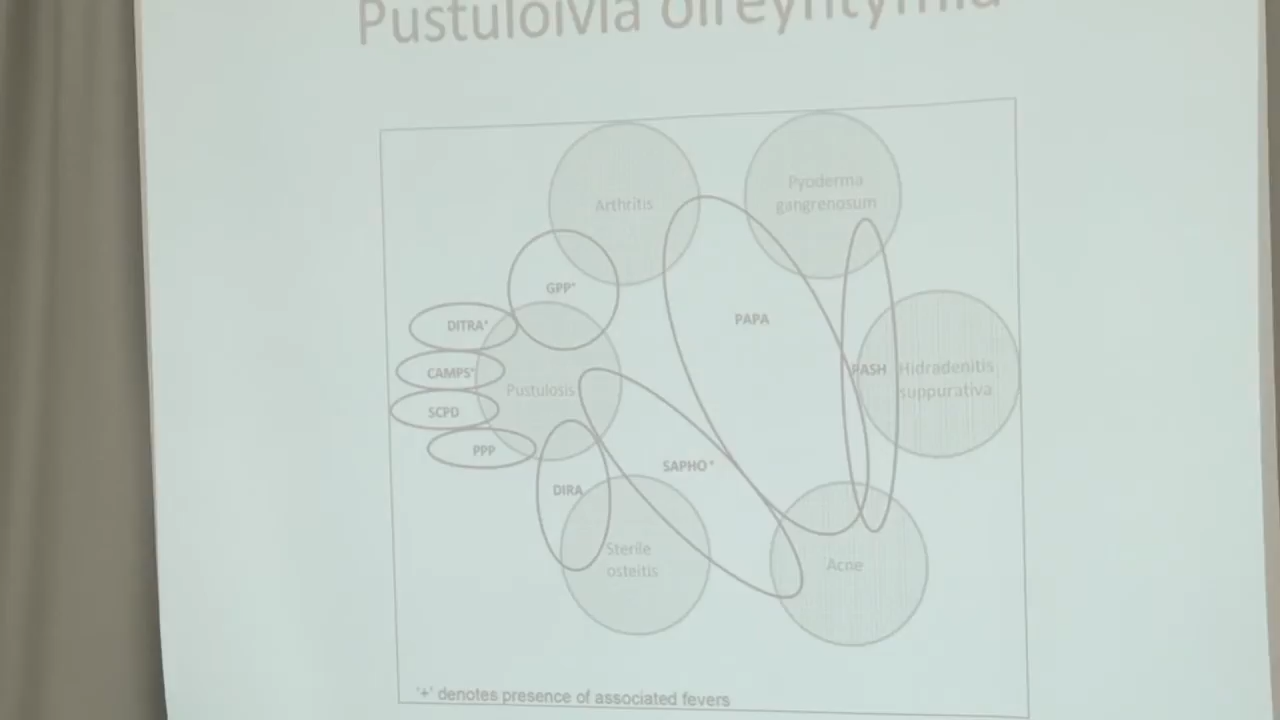 Pustuloivia oireyhtymiä
Arthritis
Pyoderma
gangrenosum
GPP⁺
PAPA
DITRA⁺
CAMPS⁺
Pustulosis
PASH
Hidradenitis
suppurativa
SCPD
PPP
SAPHO⁺
DIRA
Sterile
osteitis
Acne
'+' denotes presence of associated fevers